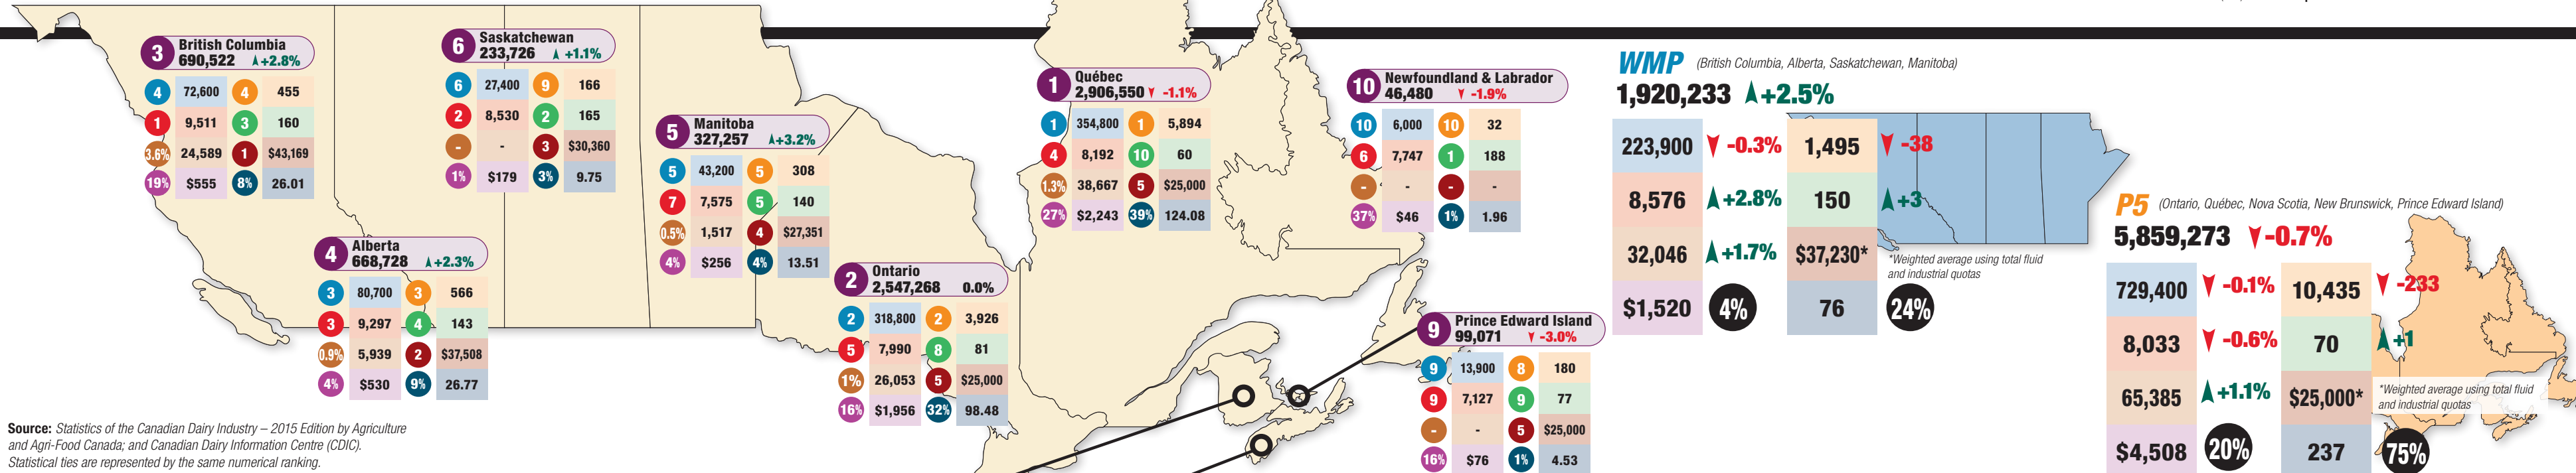 3 British Columbia
690,522 +2.8%
4 72,600 4 455
1 9,511 3 160
3.6% 24,589 1 $43,169
19% $555 8% 26.01
6 Saskatchewan
233,726 +1.1%
6 27,400 9 166
2 8,530 2 165
- - 3 $30,360
1% $179 3% 9.75
5 Manitoba
327,257 +3.2%
5 43,200 5 308
7 7,575 5 140
0.5% 1,517 4 $27,351
4% $256 4% 13.51
4 Alberta
668,728 +2.3%
3 80,700 3 566
3 9,297 4 143
0.9% 5,939 2 $37,508
4% $530 9% 26.77
2 Ontario
2,547,268 0.0%
2 318,800 2 3,926
5 7,990 8 81
1% 26,053 5 $25,000
16% $1,956 32% 98.48
1 Québec
2,906,550 -1.1%
1 354,800 1 5,894
4 8,192 10 60
1.3% 38,667 5 $25,000
27% $2,243 39% 124.08
10 Newfoundland & Labrador
46,480 -1.9%
10 6,000 10 32
6 7,747 1 188
- - - -
37% $46 1% 1.96
9 Prince Edward Island
99,071 -3.0%
9 13,900 8 180
9 7,127 9 77
- - 5 $25,000
16% $76 1% 4.53
WMP (British Columbia, Alberta, Saskatchewan, Manitoba)
1,920,233 +2.5%
223,900 -0.3% 1,495 -38
8,576 +2.8% 150 +3
32,046 +1.7% $37,230*
*Weighted average using total fluid
and industrial quotas
$1,520 4% 76 24%
P5 (Ontario, Québec, Nova Scotia, New Brunswick, Prince Edward Island)
5,859,273 -0.7%
729,400 -0.1% 10,435 -233
8,033 -0.6% 70 +1
65,385 +1.1% $25,000*
*Weighted average using total fluid
and industrial quotas
$4,508 20% 237 75%
Source: Statistics of the Canadian Dairy Industry – 2015 Edition by Agriculture
and Agri-Food Canada; and Canadian Dairy Information Centre (CDIC).
Statistical ties are represented by the same numerical ranking.